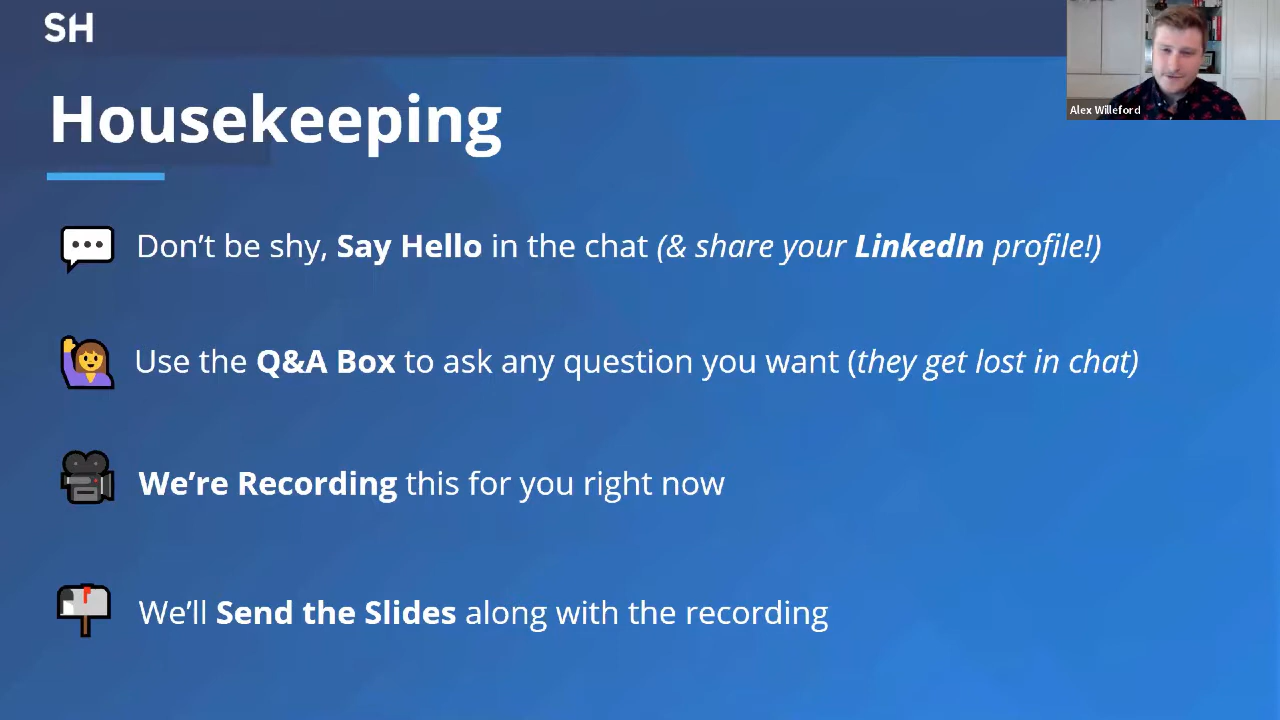 SH
Alex Willeford
Housekeeping
Don’t be shy, Say Hello in the chat (& share your LinkedIn profile!)
Use the Q&A Box to ask any question you want (they get lost in chat)
We’re Recording this for you right now
We’ll Send the Slides along with the recording